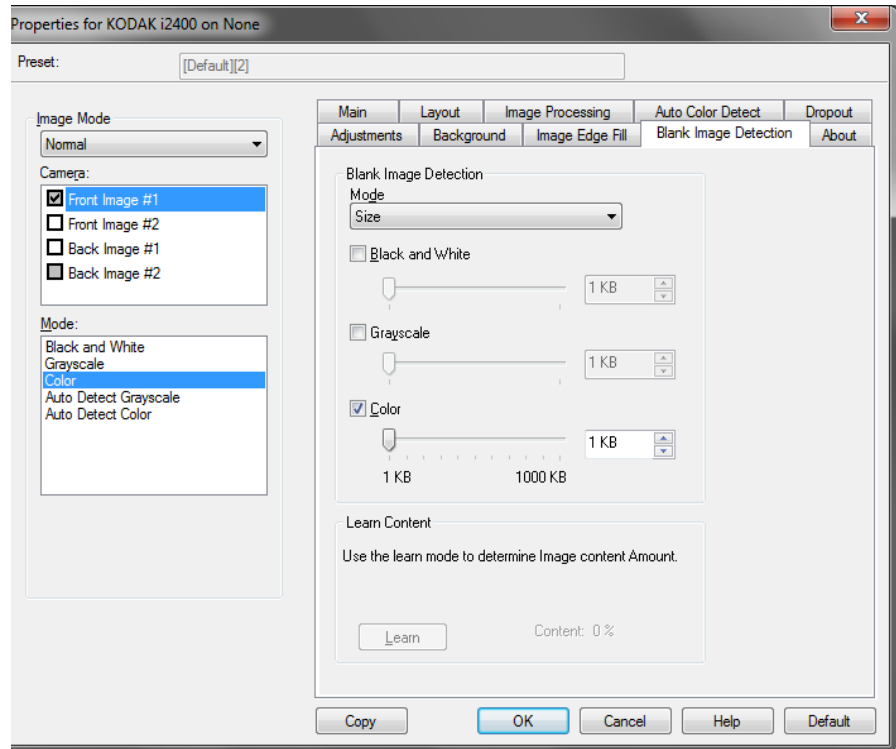 Properties for KODAK i2400 on None
x
Preset:
[Default][2]
Image Mode
Normal
Camera:
Front Image #1
Front Image #2
Back Image #1
Back Image #2
Mode:
Black and White
Grayscale
Color
Auto Detect Grayscale
Auto Detect Color
Main Layout Image Processing Auto Color Detect Dropout
Adjustments Background Image Edge Fill Blank Image Detection About
Blank Image Detection
Mode
Size
Black and White
1 KB
Grayscale
1 KB
Color
1 KB
1 KB 1000 KB
Learn Content
Use the learn mode to determine Image content Amount.
Learn Content: 0 %
Copy OK Cancel Help Default